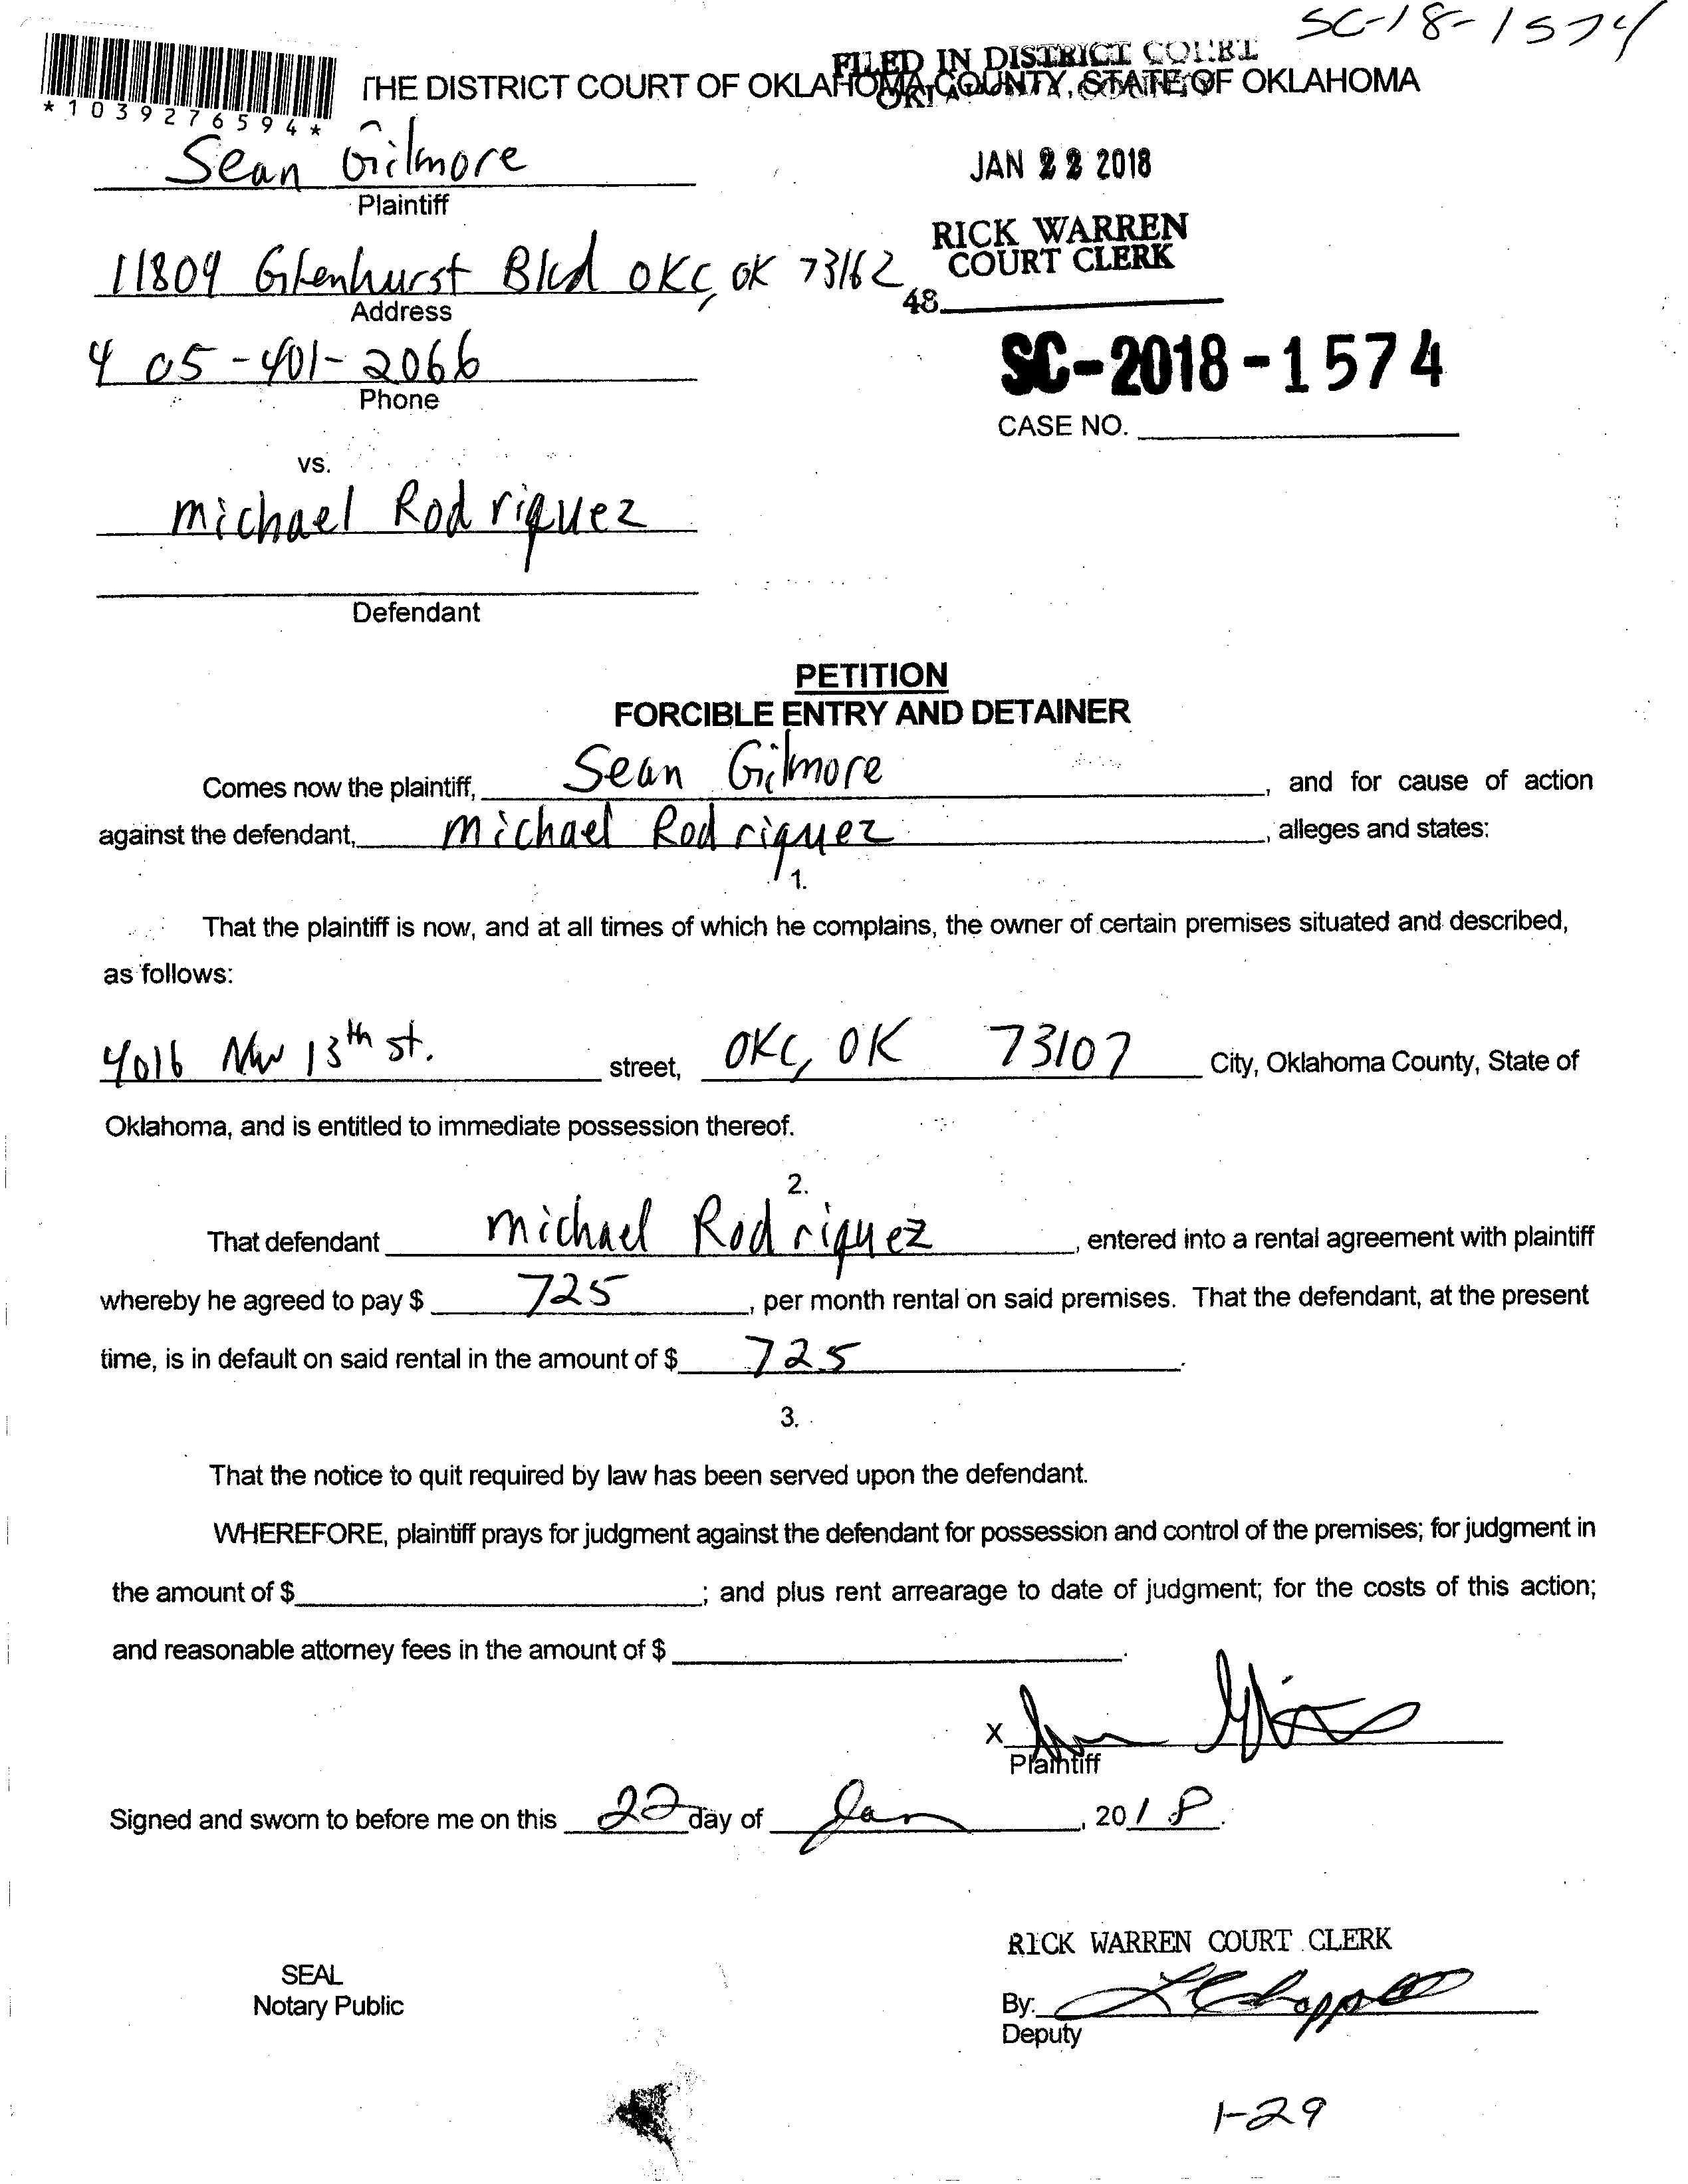 SC-18-1574
FILED IN DISTRICT COURT
THE DISTRICT COURT OF OKLAHOMA COUNTY, STATE OF OKLAHOMA
*1039276594*
Sean Gilmore
Plaintiff
JAN 22 2018
RICK WARREN
COURT CLERK
11809 Glenhurst Blvd OKC, OK 73162
Address
48
405-401-2066
Phone
SC-2018-1574
CASE NO.
vs.
Michael Rodriquez
Defendant
PETITION
FORCIBLE ENTRY AND DETAINER
Comes now the plaintiff, Sean Gilmore, and for cause of action
against the defendant, Michael Rodriquez, alleges and states:
1.
That the plaintiff is now, and at all times of which he complains, the owner of certain premises situated and described,
as follows:
4016 NW 13th st. street, OKC, OK 73107 City, Oklahoma County, State of
Oklahoma, and is entitled to immediate possession thereof.
2.
That defendant Michael Rodriquez, entered into a rental agreement with plaintiff
whereby he agreed to pay $ 725, per month rental on said premises. That the defendant, at the present
time, is in default on said rental in the amount of $ 725.
3.
That the notice to quit required by law has been served upon the defendant.
WHEREFORE, plaintiff prays for judgment against the defendant for possession and control of the premises; for judgment in
the amount of $ ; and plus rent arrearage to date of judgment; for the costs of this action;
and reasonable attorney fees in the amount of $ .
X
Plaintiff
Signed and sworn to before me on this 22 day of Jan, 2018.
RICK WARREN COURT CLERK
SEAL
Notary Public
By:
Deputy
1-29